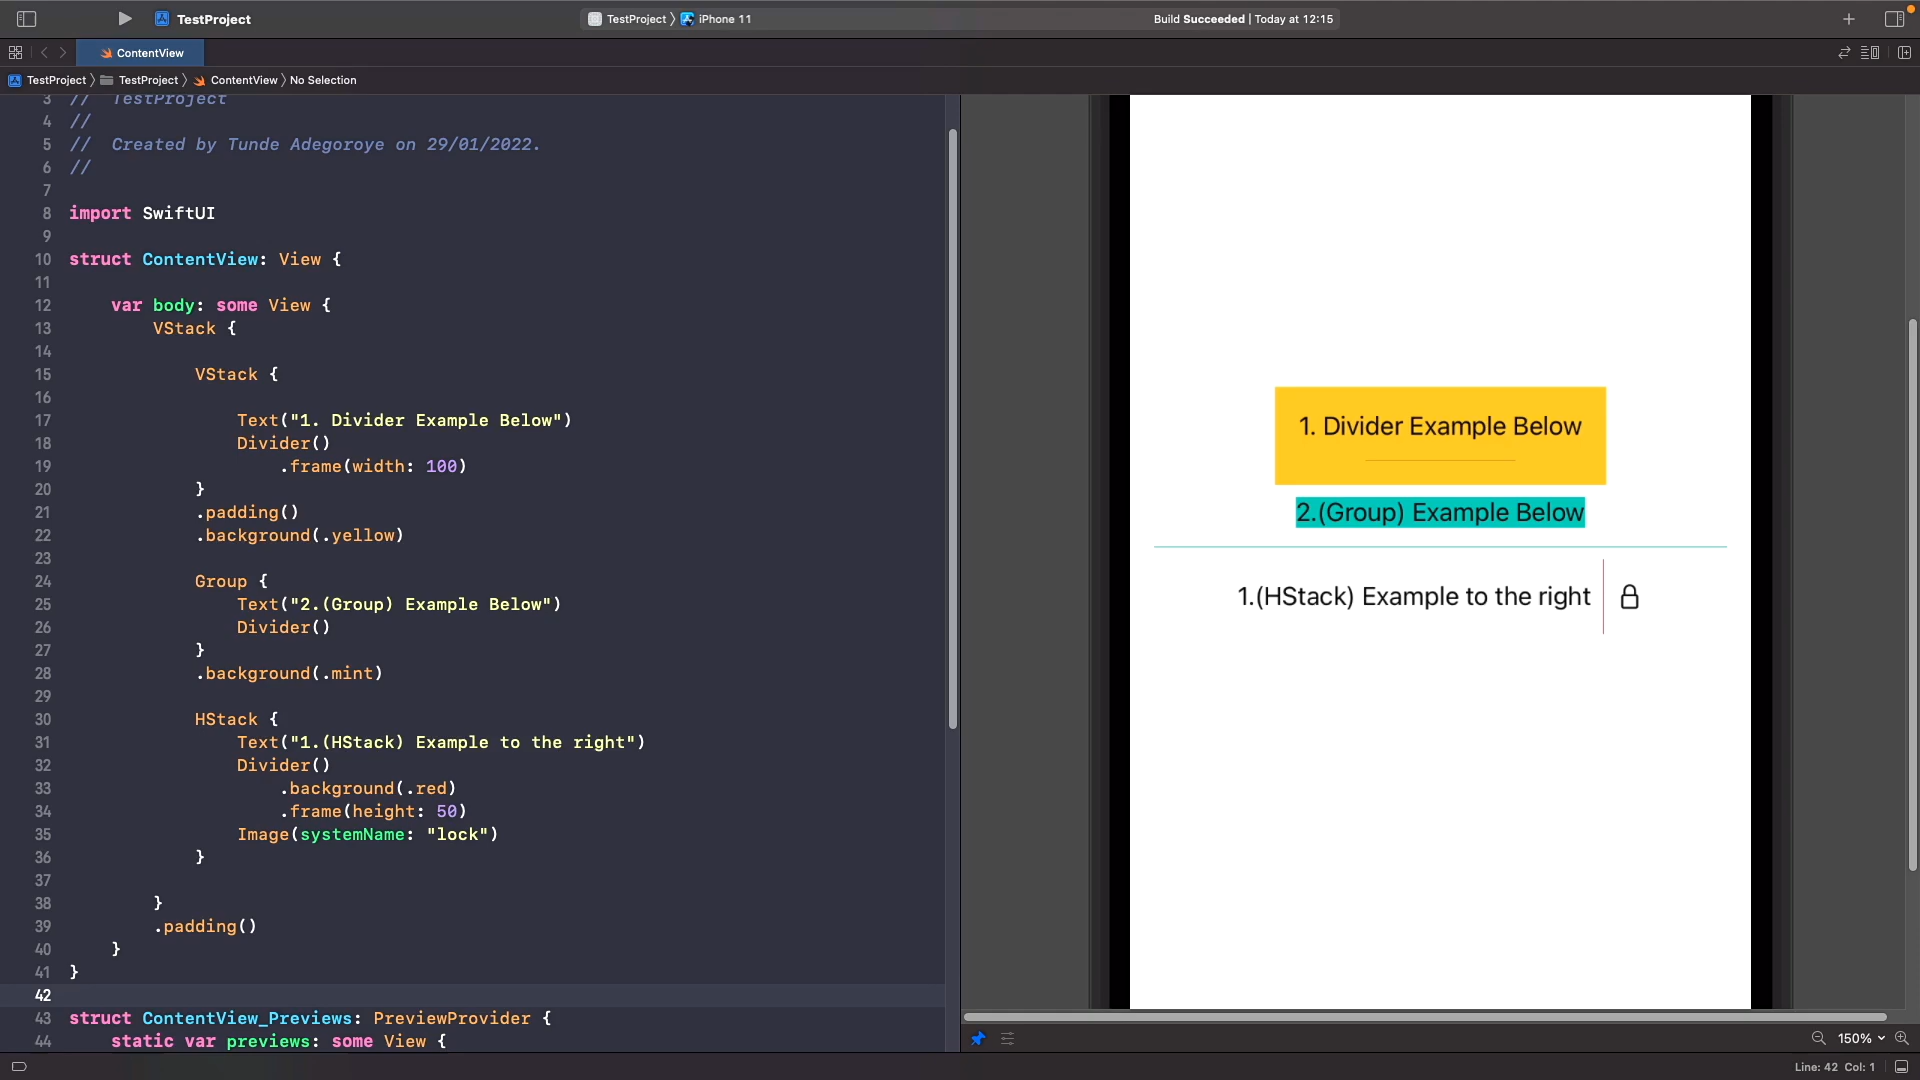 TestProject
TestProject 〉 iPhone 11
Build Succeeded | Today at 12:15
ContentView
TestProject 〉 TestProject 〉 ContentView 〉 No Selection
3 //  TestProject
4 //
5 //  Created by Tunde Adegoroye on 29/01/2022.
6 //
7
8 import SwiftUI
9
10 struct ContentView: View {
11
12     var body: some View {
13         VStack {
14
15             VStack {
16
17                 Text("1. Divider Example Below")
18                 Divider()
19                     .frame(width: 100)
20             }
21             .padding()
22             .background(.yellow)
23
24             Group {
25                 Text("2.(Group) Example Below")
26                 Divider()
27             }
28             .background(.mint)
29
30             HStack {
31                 Text("1.(HStack) Example to the right")
32                 Divider()
33                     .background(.red)
34                     .frame(height: 50)
35                 Image(systemName: "lock")
36             }
37
38         }
39         .padding()
40     }
41 }
42
43 struct ContentView_Previews: PreviewProvider {
44     static var previews: some View {
1. Divider Example Below
2.(Group) Example Below
1.(HStack) Example to the right
150%
Line: 42 Col: 1